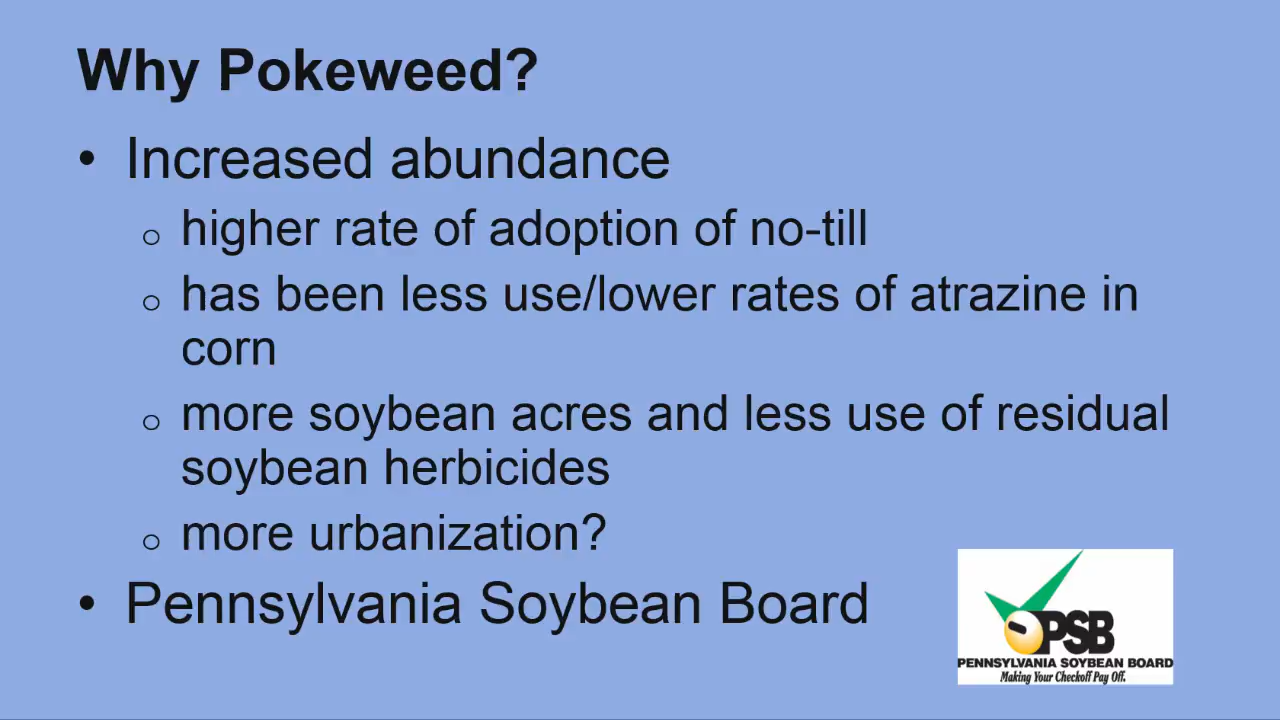 Why Pokeweed?
• Increased abundance
o higher rate of adoption of no-till
o has been less use/lower rates of atrazine in
corn
o more soybean acres and less use of residual
soybean herbicides
o more urbanization?
• Pennsylvania Soybean Board
PSB
PENNSYLVANIA SOYBEAN BOARD
Making Your Checkoff Pay Off.